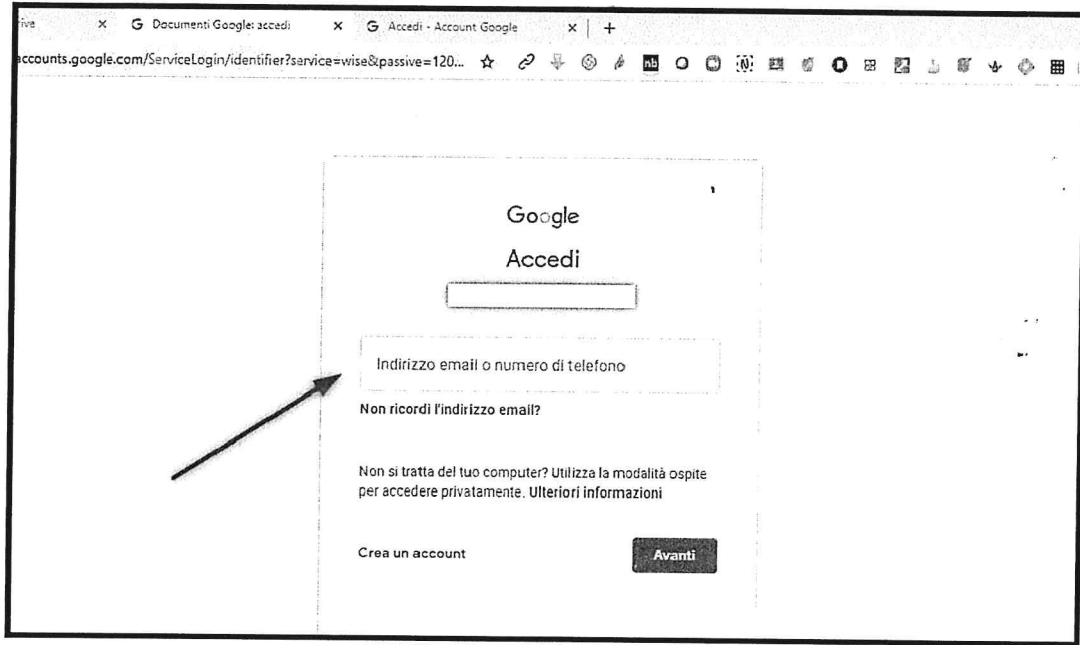 ive × G Documenti Google: accedi × G Accedi - Account Google × +
accounts.google.com/ServiceLogin/identifier?service=wise&passive=120...
Google
Accedi
Indirizzo email o numero di telefono
Non ricordi l'indirizzo email?
Non si tratta del tuo computer? Utilizza la modalità ospite
per accedere privatamente. Ulteriori informazioni
Crea un account
Avanti